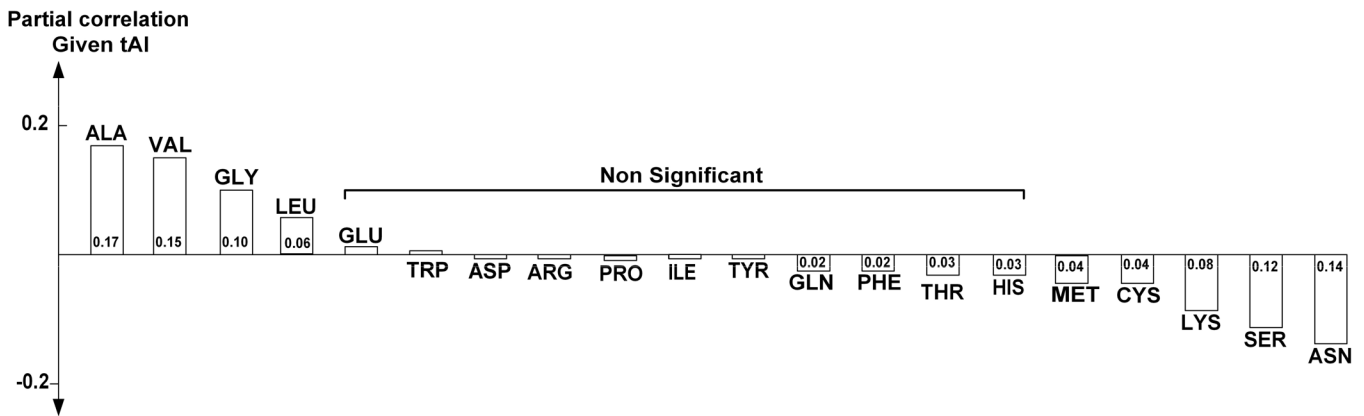 Partial correlation
Given tAI
0.2
ALA
VAL
GLY
LEU
Non Significant
GLU
0.17
0.15
0.10
0.06
TRP
ASP
ARG
PRO
ILE
TYR
0.02
GLN
0.02
PHE
0.03
THR
0.03
HIS
0.04
MET
0.04
CYS
0.08
LYS
0.12
SER
0.14
ASN
-0.2